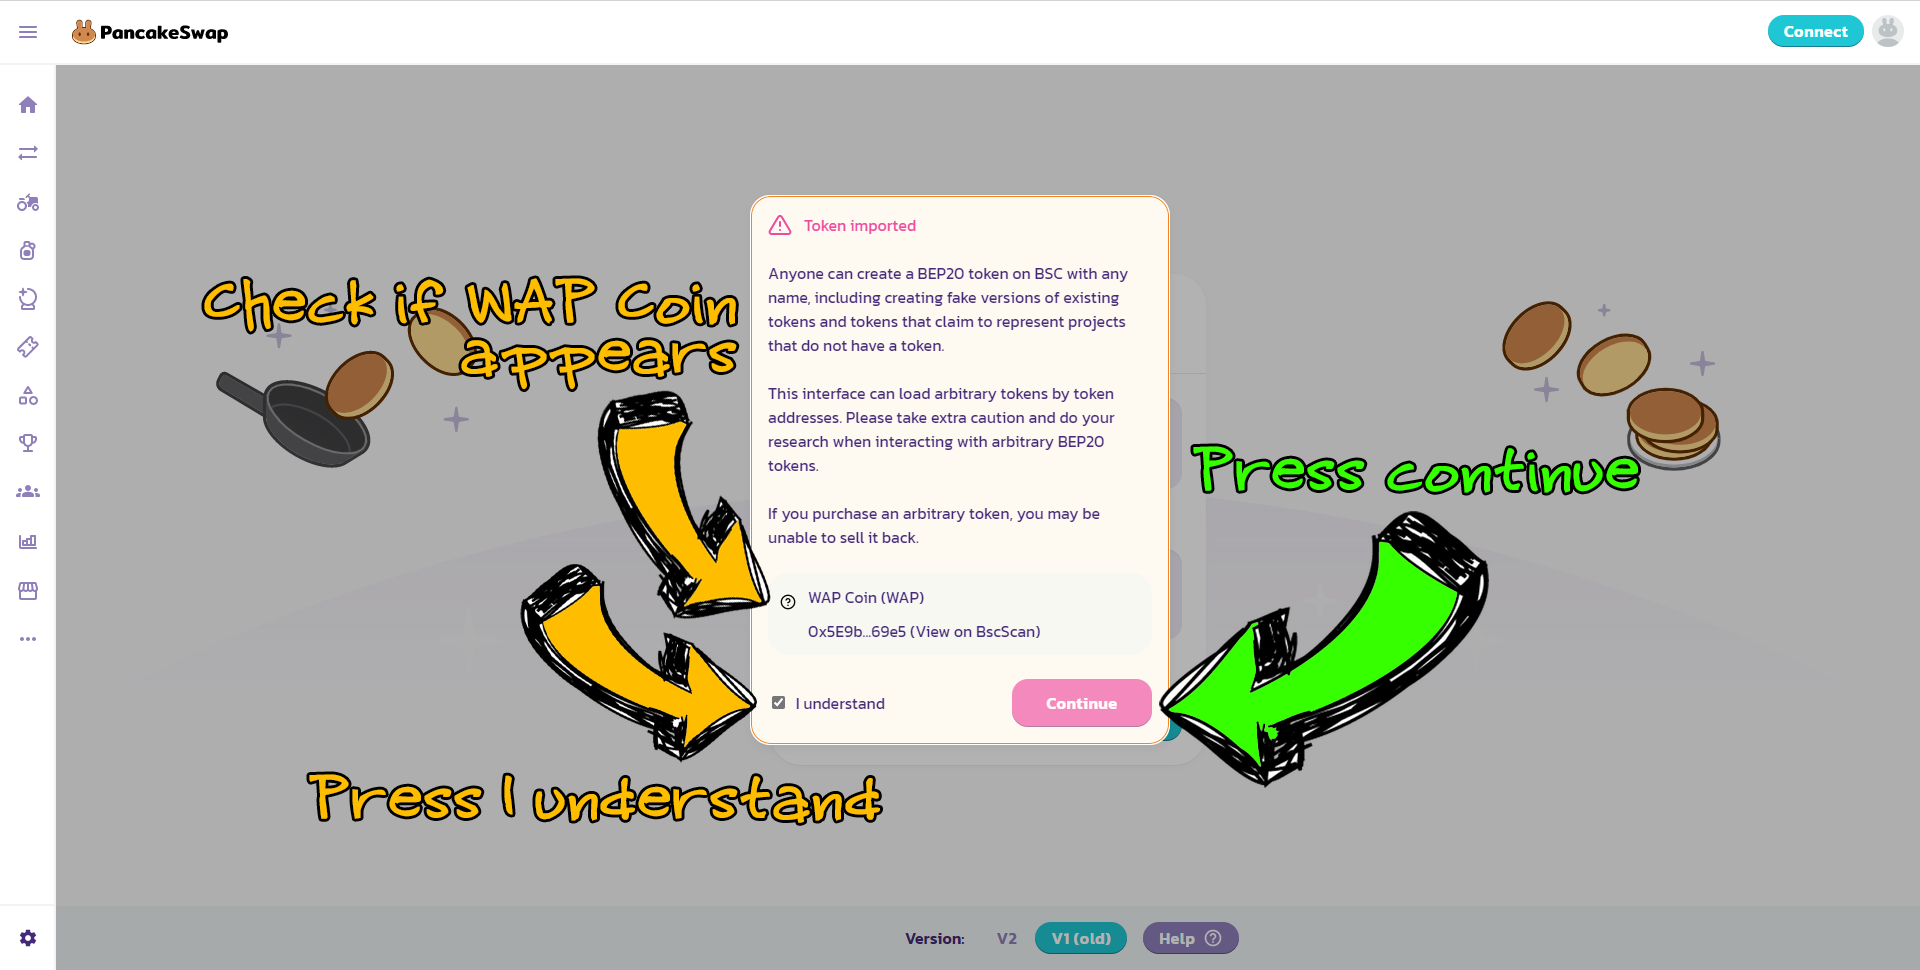 PancakeSwap
Connect
Token imported
Anyone can create a BEP20 token on BSC with any
name, including creating fake versions of existing
tokens and tokens that claim to represent projects
that do not have a token.
This interface can load arbitrary tokens by token
addresses. Please take extra caution and do your
research when interacting with arbitrary BEP20
tokens.
If you purchase an arbitrary token, you may be
unable to sell it back.
WAP Coin (WAP)
0x5E9b...69e5 (View on BscScan)
I understand
Continue
Check if WAP Coin
appears
Press I understand
Press continue
Version:
V2
V1 (old)
Help